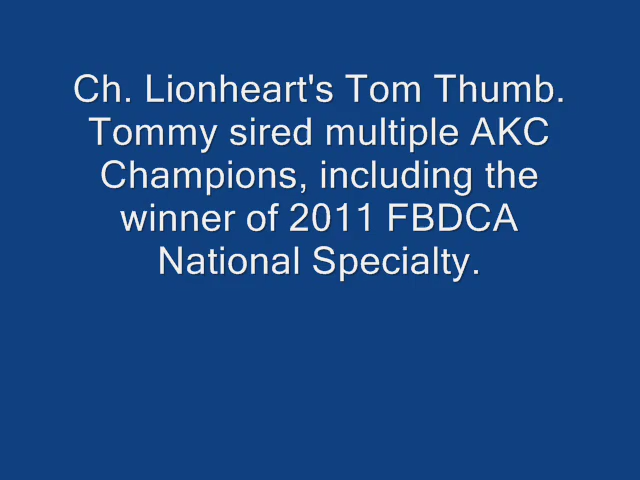 Ch. Lionheart's Tom Thumb.
Tommy sired multiple AKC
Champions, including the
winner of 2011 FBDCA
National Specialty.